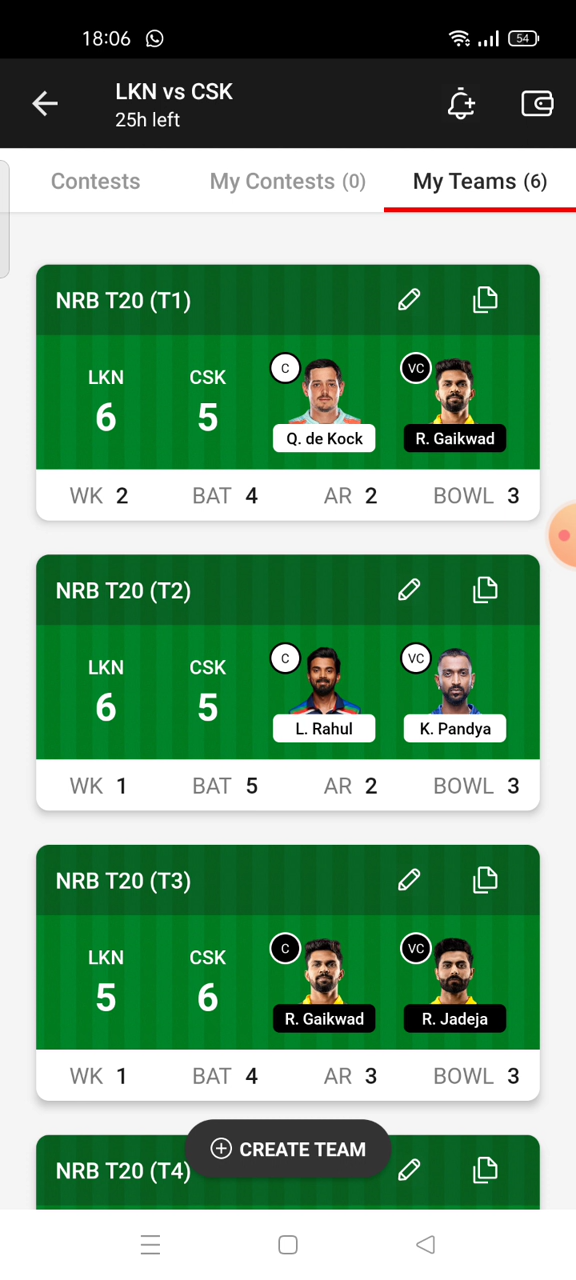 18:06 54
LKN vs CSK
25h left
Contests My Contests (0) My Teams (6)
NRB T20 (T1)
LKN CSK C VC
6 5
Q. de Kock R. Gaikwad
WK 2 BAT 4 AR 2 BOWL 3
NRB T20 (T2)
LKN CSK C VC
6 5
L. Rahul K. Pandya
WK 1 BAT 5 AR 2 BOWL 3
NRB T20 (T3)
LKN CSK C VC
5 6
R. Gaikwad R. Jadeja
WK 1 BAT 4 AR 3 BOWL 3
CREATE TEAM
NRB T20 (T4)